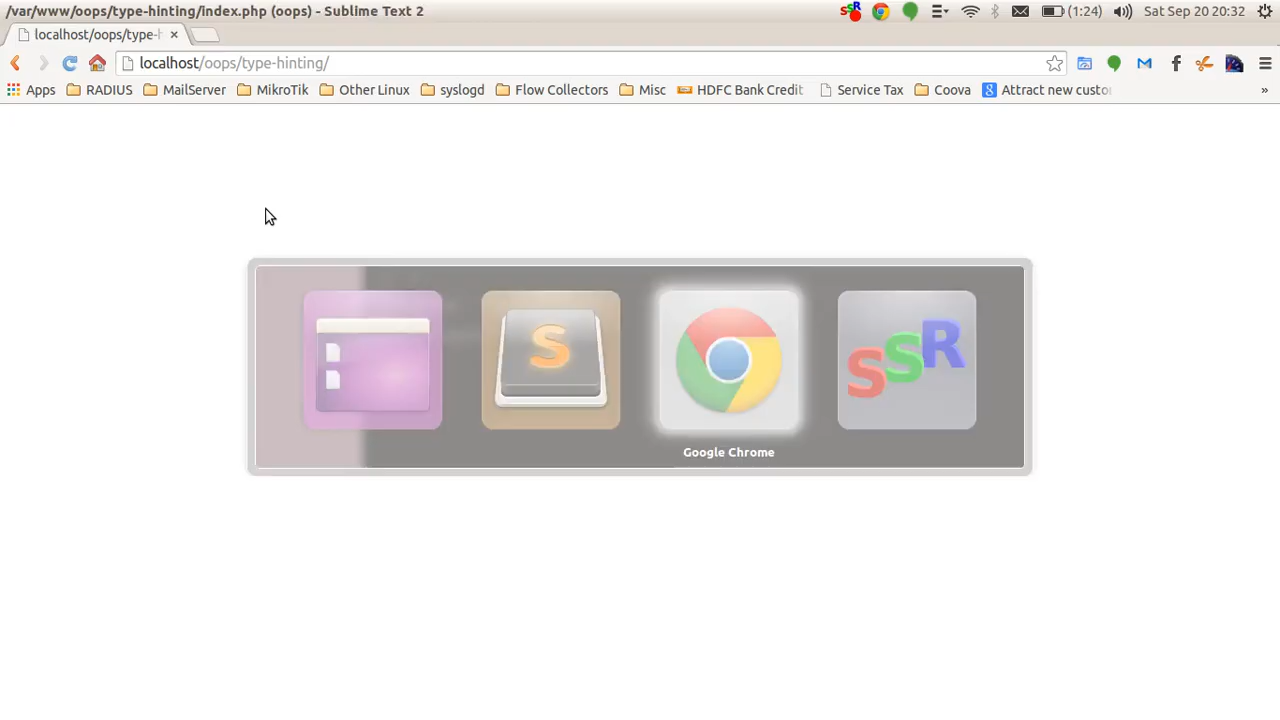 /var/www/oops/type-hinting/index.php (oops) - Sublime Text 2
SSR
(1:24)
Sat Sep 20 20:32
localhost/oops/type-h
localhost/oops/type-hinting/
Apps RADIUS MailServer MikroTik Other Linux syslogd Flow Collectors Misc HDFC Bank Credit Service Tax Coova Attract new custo »
S
SSR
Google Chrome